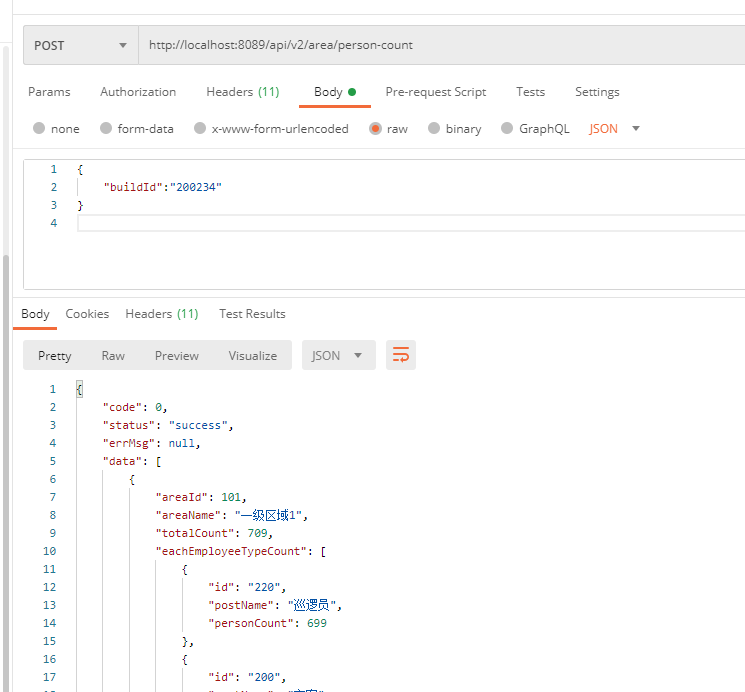 POST http://localhost:8089/api/v2/area/person-count
Params Authorization Headers (11) Body Pre-request Script Tests Settings
none form-data x-www-form-urlencoded raw binary GraphQL JSON
1 {
2 "buildId":"200234"
3 }
4
Body Cookies Headers (11) Test Results
Pretty Raw Preview Visualize JSON
1 {
2 "code": 0,
3 "status": "success",
4 "errMsg": null,
5 "data": [
6 {
7 "areaId": 101,
8 "areaName": "一级区域1",
9 "totalCount": 709,
10 "eachEmployeeTypeCount": [
11 {
12 "id": "220",
13 "postName": "巡逻员",
14 "personCount": 699
15 },
16 {
17 "id": "200",